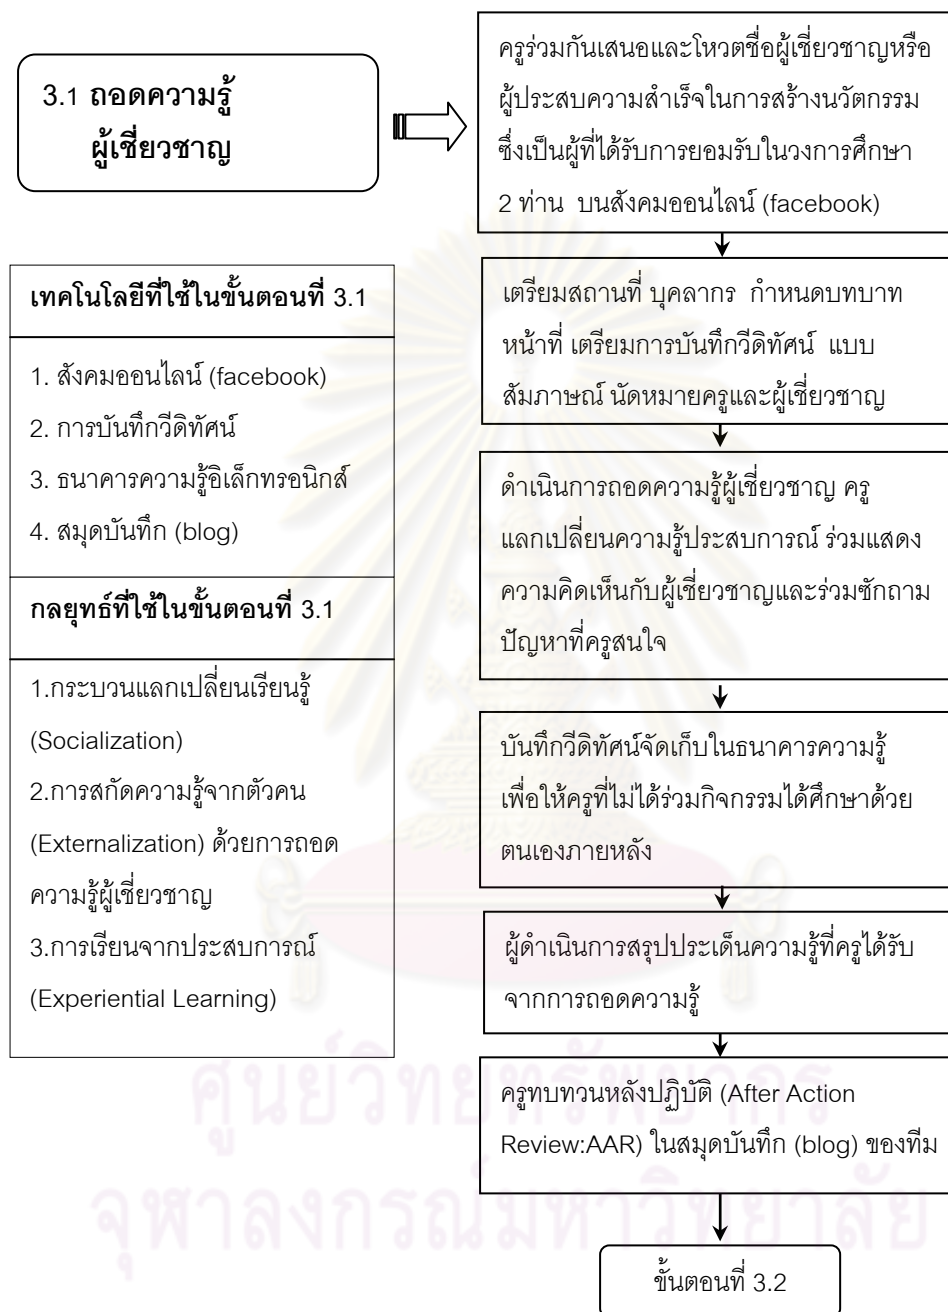 3.1 ถอดความรู้
ผู้เชี่ยวชาญ
ครูร่วมกันเสนอและโหวตชื่อผู้เชี่ยวชาญหรือ
ผู้ประสบความสำเร็จในการสร้างนวัตกรรม
ซึ่งเป็นผู้ที่ได้รับการยอมรับในวงการศึกษา
2 ท่าน บนสังคมออนไลน์ (facebook)
เตรียมสถานที่ บุคลากร กำหนดบทบาท
หน้าที่ เตรียมการบันทึกวีดิทัศน์ แบบ
สัมภาษณ์ นัดหมายครูและผู้เชี่ยวชาญ
ดำเนินการถอดความรู้ผู้เชี่ยวชาญ ครู
แลกเปลี่ยนความรู้ประสบการณ์ ร่วมแสดง
ความคิดเห็นกับผู้เชี่ยวชาญและร่วมซักถาม
ปัญหาที่ครูสนใจ
บันทึกวีดิทัศน์จัดเก็บในธนาคารความรู้
เพื่อให้ครูที่ไม่ได้ร่วมกิจกรรมได้ศึกษาด้วย
ตนเองภายหลัง
ผู้ดำเนินการสรุปประเด็นความรู้ที่ครูได้รับ
จากการถอดความรู้
ครูทบทวนหลังปฏิบัติ (After Action
Review:AAR) ในสมุดบันทึก (blog) ของทีม
ขั้นตอนที่ 3.2
เทคโนโลยีที่ใช้ในขั้นตอนที่ 3.1
1. สังคมออนไลน์ (facebook)
2. การบันทึกวีดิทัศน์
3. ธนาคารความรู้อิเล็กทรอนิกส์
4. สมุดบันทึก (blog)
กลยุทธ์ที่ใช้ในขั้นตอนที่ 3.1
1.กระบวนแลกเปลี่ยนเรียนรู้
(Socialization)
2.การสกัดความรู้จากตัวคน
(Externalization) ด้วยการถอด
ความรู้ผู้เชี่ยวชาญ
3.การเรียนจากประสบการณ์
(Experiential Learning)
ศูนย์วิทยทรัพยากร
จุฬาลงกรณ์มหาวิทยาลัย